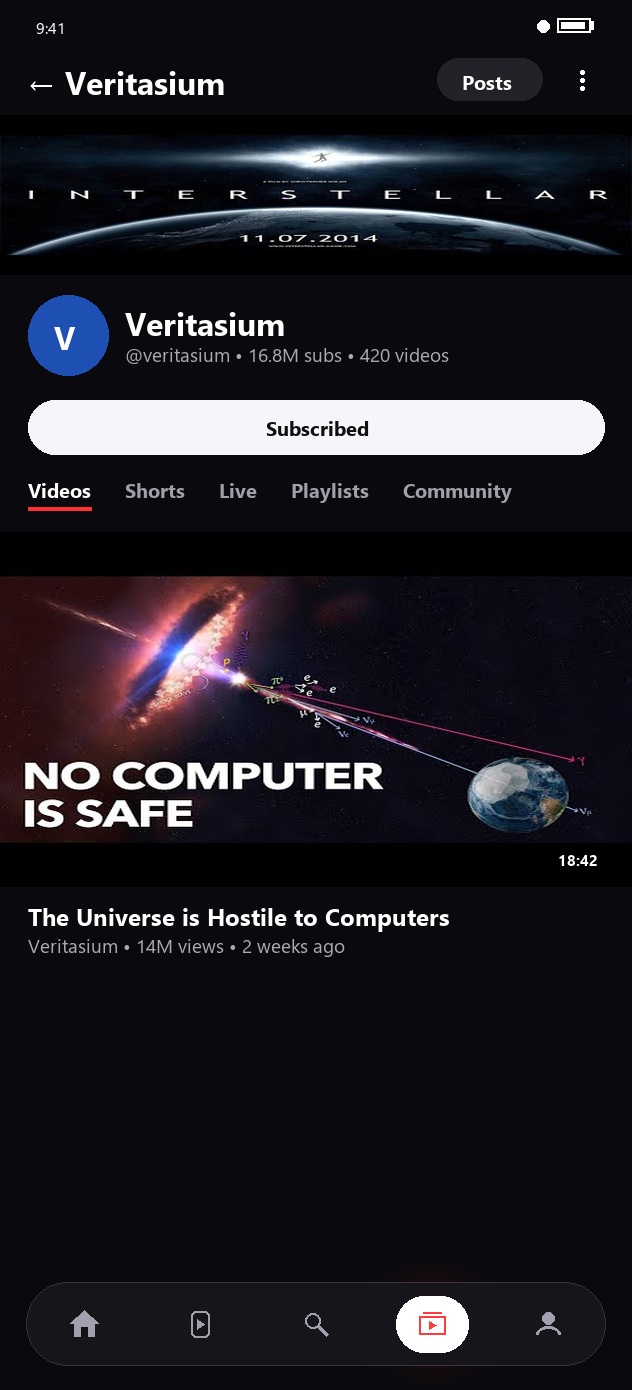 9:41
← Veritasium
Posts
I N T E R S T E L L A R
11.07.2014
V
Veritasium
@veritasium • 16.8M subs • 420 videos
Subscribed
Videos Shorts Live Playlists Community
NO COMPUTER
IS SAFE
18:42
The Universe is Hostile to Computers
Veritasium • 14M views • 2 weeks ago